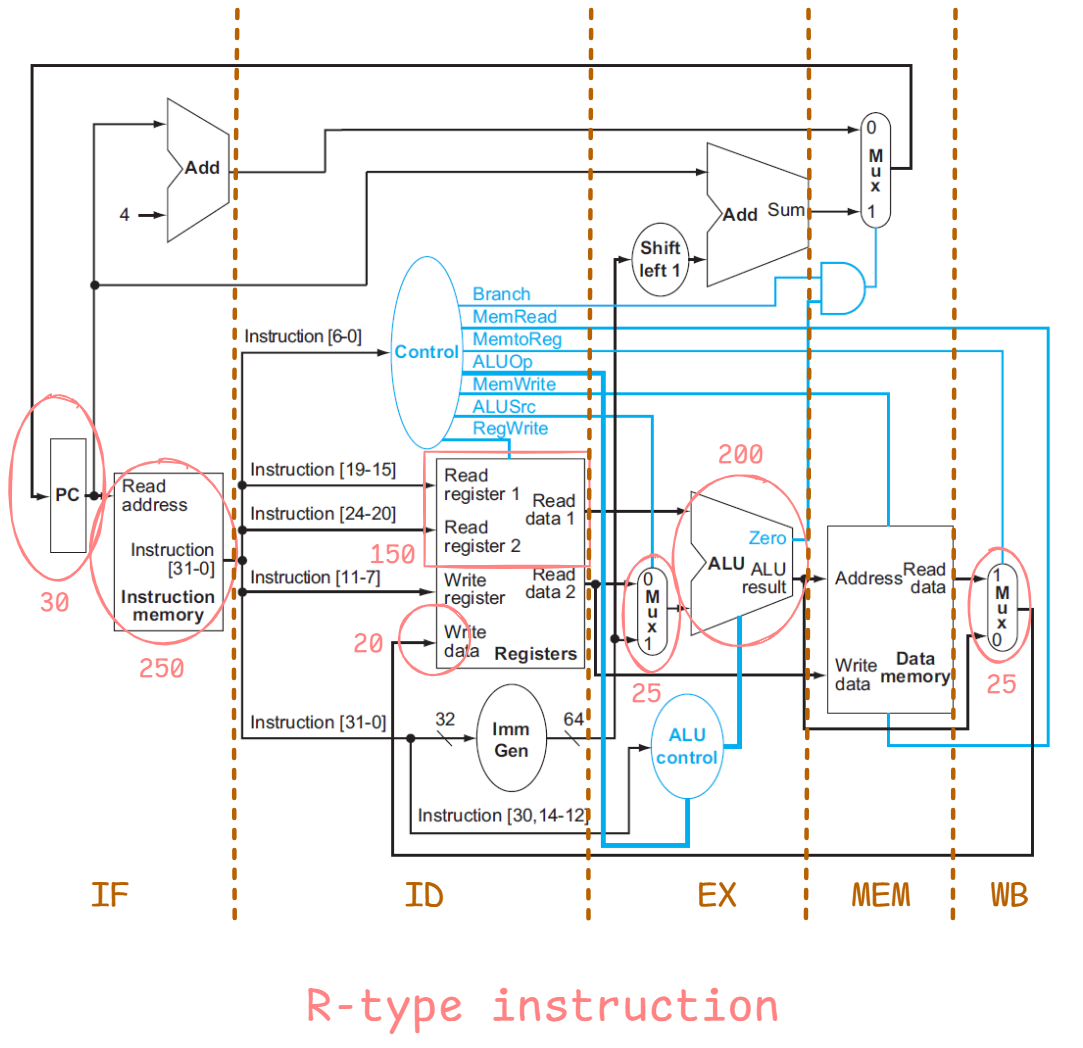 0
M
u
x
1
Add
4
Add Sum
Shift
left 1
Branch
MemRead
MemtoReg
ALUOp
MemWrite
ALUSrc
RegWrite
Control
Instruction [6-0]
Instruction [19-15]
Instruction [24-20]
Instruction [11-7]
Instruction [31-0]
Instruction [30,14-12]
PC
30
Read
address
Instruction
[31-0]
Instruction
memory
250
Read
register 1
Read
data 1
Read
register 2
150
Write
register
Read
data 2
Write
data
Registers
20
0
M
u
x
1
25
200
Zero
ALU
ALU
result
Address
Read
data
Write
data
Data
memory
1
M
u
x
0
25
32
Imm
Gen
64
ALU
control
IF
ID
EX
MEM
WB
R-type instruction